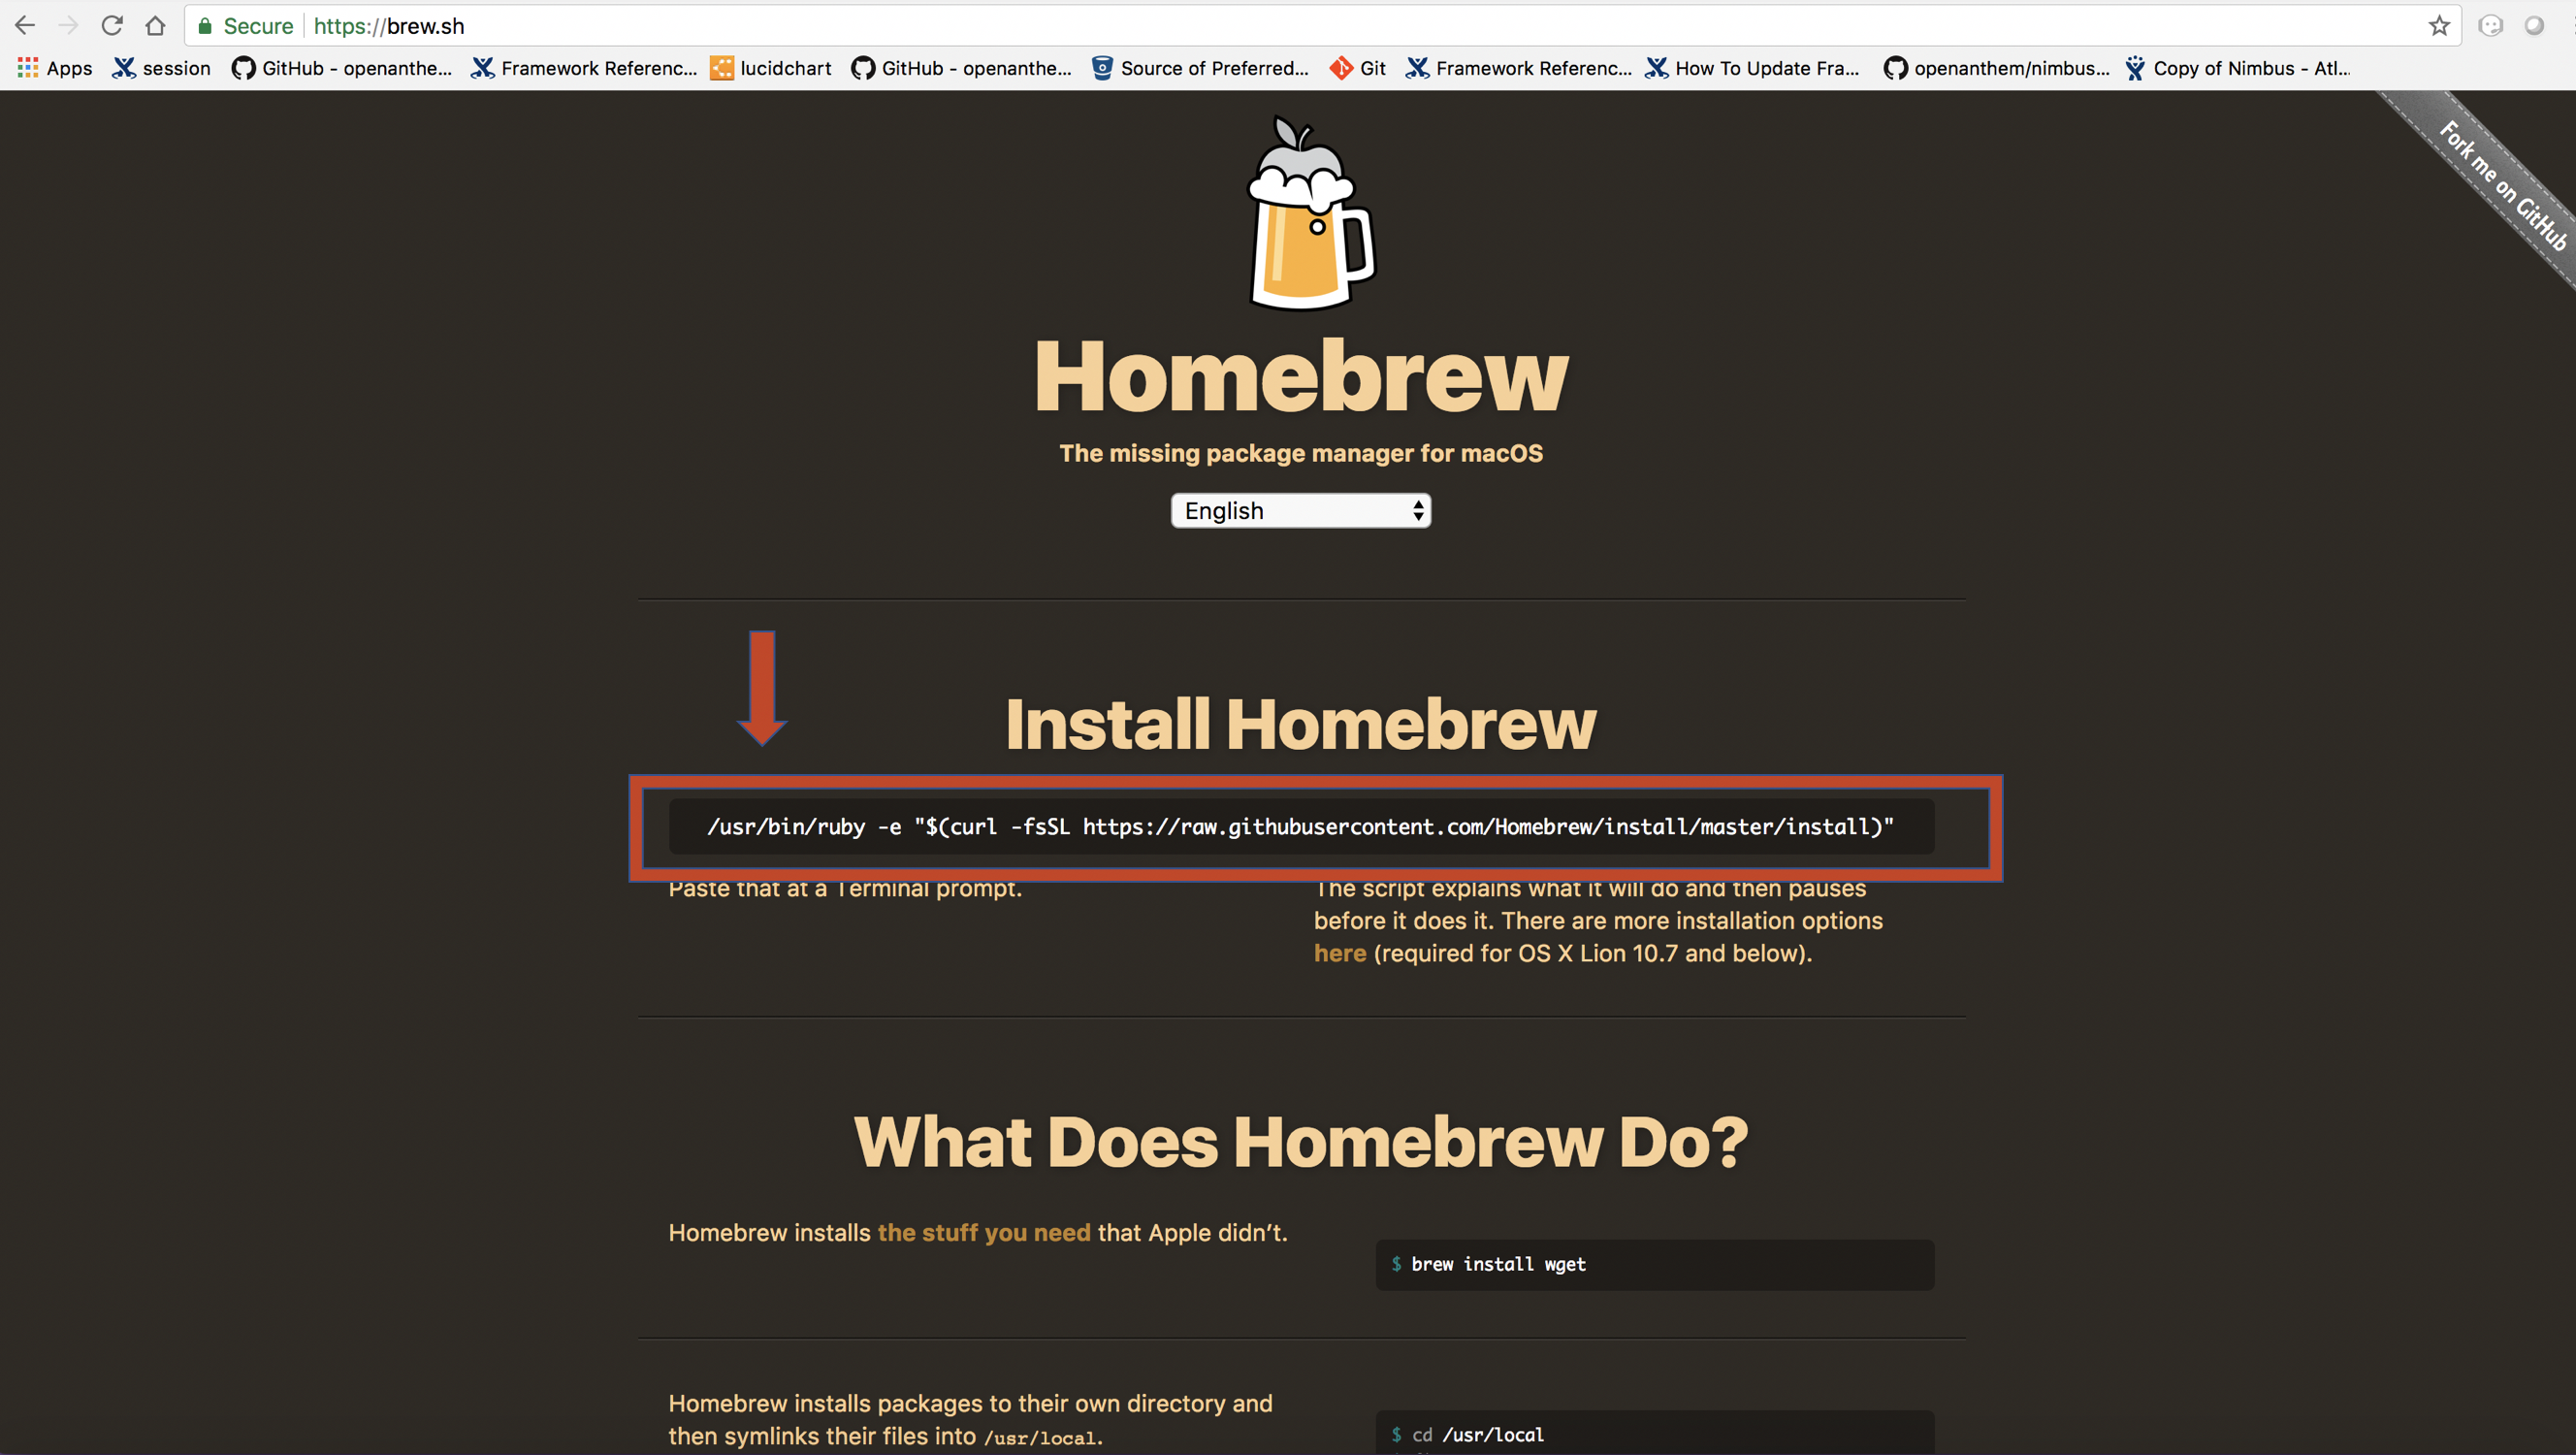 Secure https://brew.sh
Apps session GitHub - openanthe... Framework Referenc... lucidchart GitHub - openanthe... Source of Preferred... Git Framework Referenc... How To Update Fra... openanthem/nimbus... Copy of Nimbus - Atl...
Fork me on GitHub
Homebrew
The missing package manager for macOS
English
Install Homebrew
/usr/bin/ruby -e "$(curl -fsSL https://raw.githubusercontent.com/Homebrew/install/master/install)"
Paste that at a Terminal prompt.
The script explains what it will do and then pauses
before it does it. There are more installation options
here (required for OS X Lion 10.7 and below).
What Does Homebrew Do?
Homebrew installs the stuff you need that Apple didn’t.
$ brew install wget
Homebrew installs packages to their own directory and
then symlinks their files into /usr/local.
$ cd /usr/local